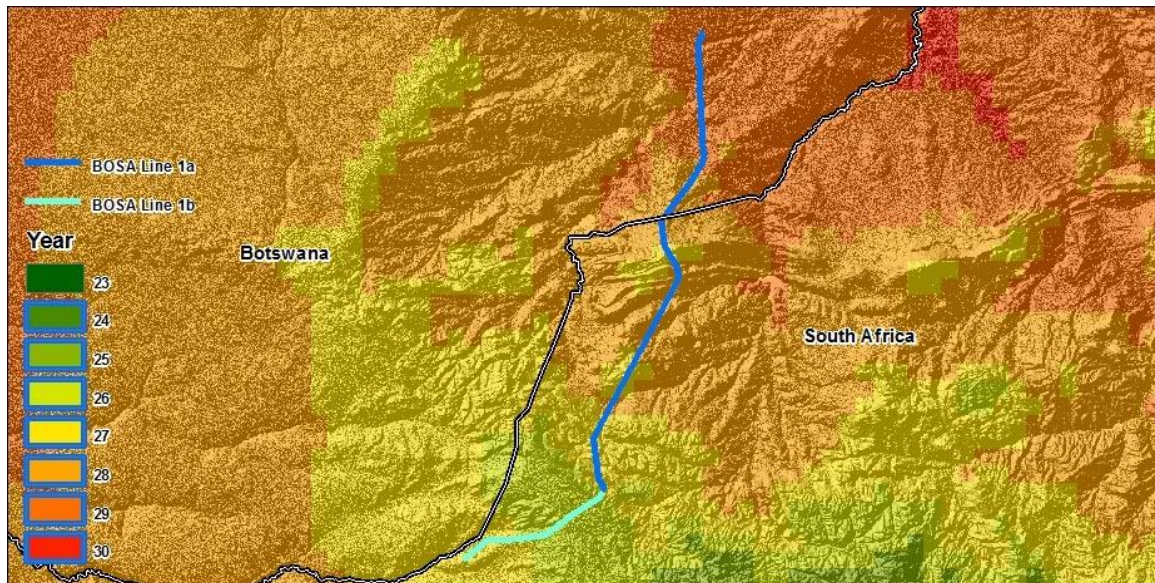 BOSA Line 1a
BOSA Line 1b
Year
23
24
25
26
27
28
29
30
Botswana
South Africa